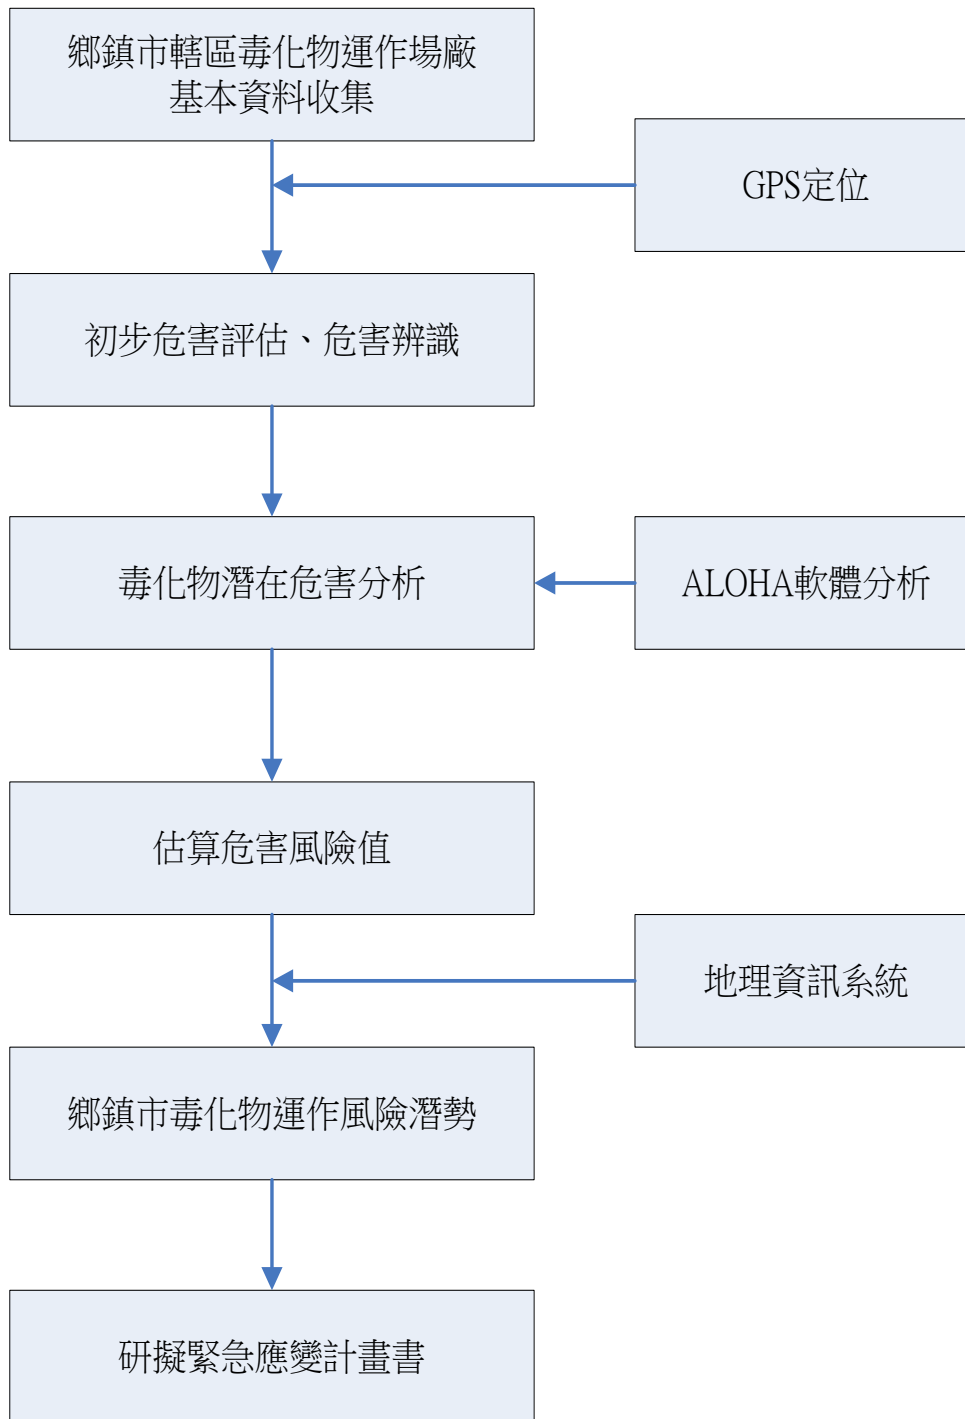 鄉鎮市轄區毒化物運作場廠
基本資料收集
GPS定位
初步危害評估、危害辨識
毒化物潛在危害分析
ALOHA軟體分析
估算危害風險值
地理資訊系統
鄉鎮市毒化物運作風險潛勢
研擬緊急應變計畫書